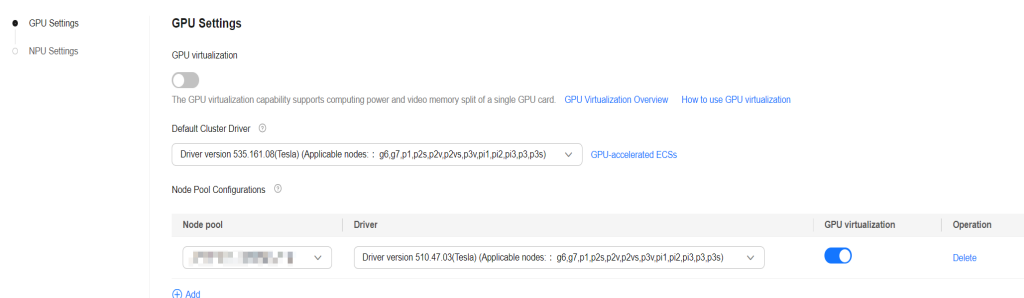 GPU Settings
NPU Settings
GPU Settings
GPU virtualization
The GPU virtualization capability supports computing power and video memory split of a single GPU card. GPU Virtualization Overview How to use GPU virtualization
Default Cluster Driver
Driver version 535.161.08(Tesla) (Applicable nodes: : g6,g7,p1,p2s,p2v,p2vs,p3v,pi1,pi2,pi3,p3,p3s)
GPU-accelerated ECSs
Node Pool Configurations
Node pool Driver GPU virtualization Operation
Driver version 510.47.03(Tesla) (Applicable nodes: : g6,g7,p1,p2s,p2v,p2vs,p3v,pi1,pi2,pi3,p3,p3s) Delete
Add